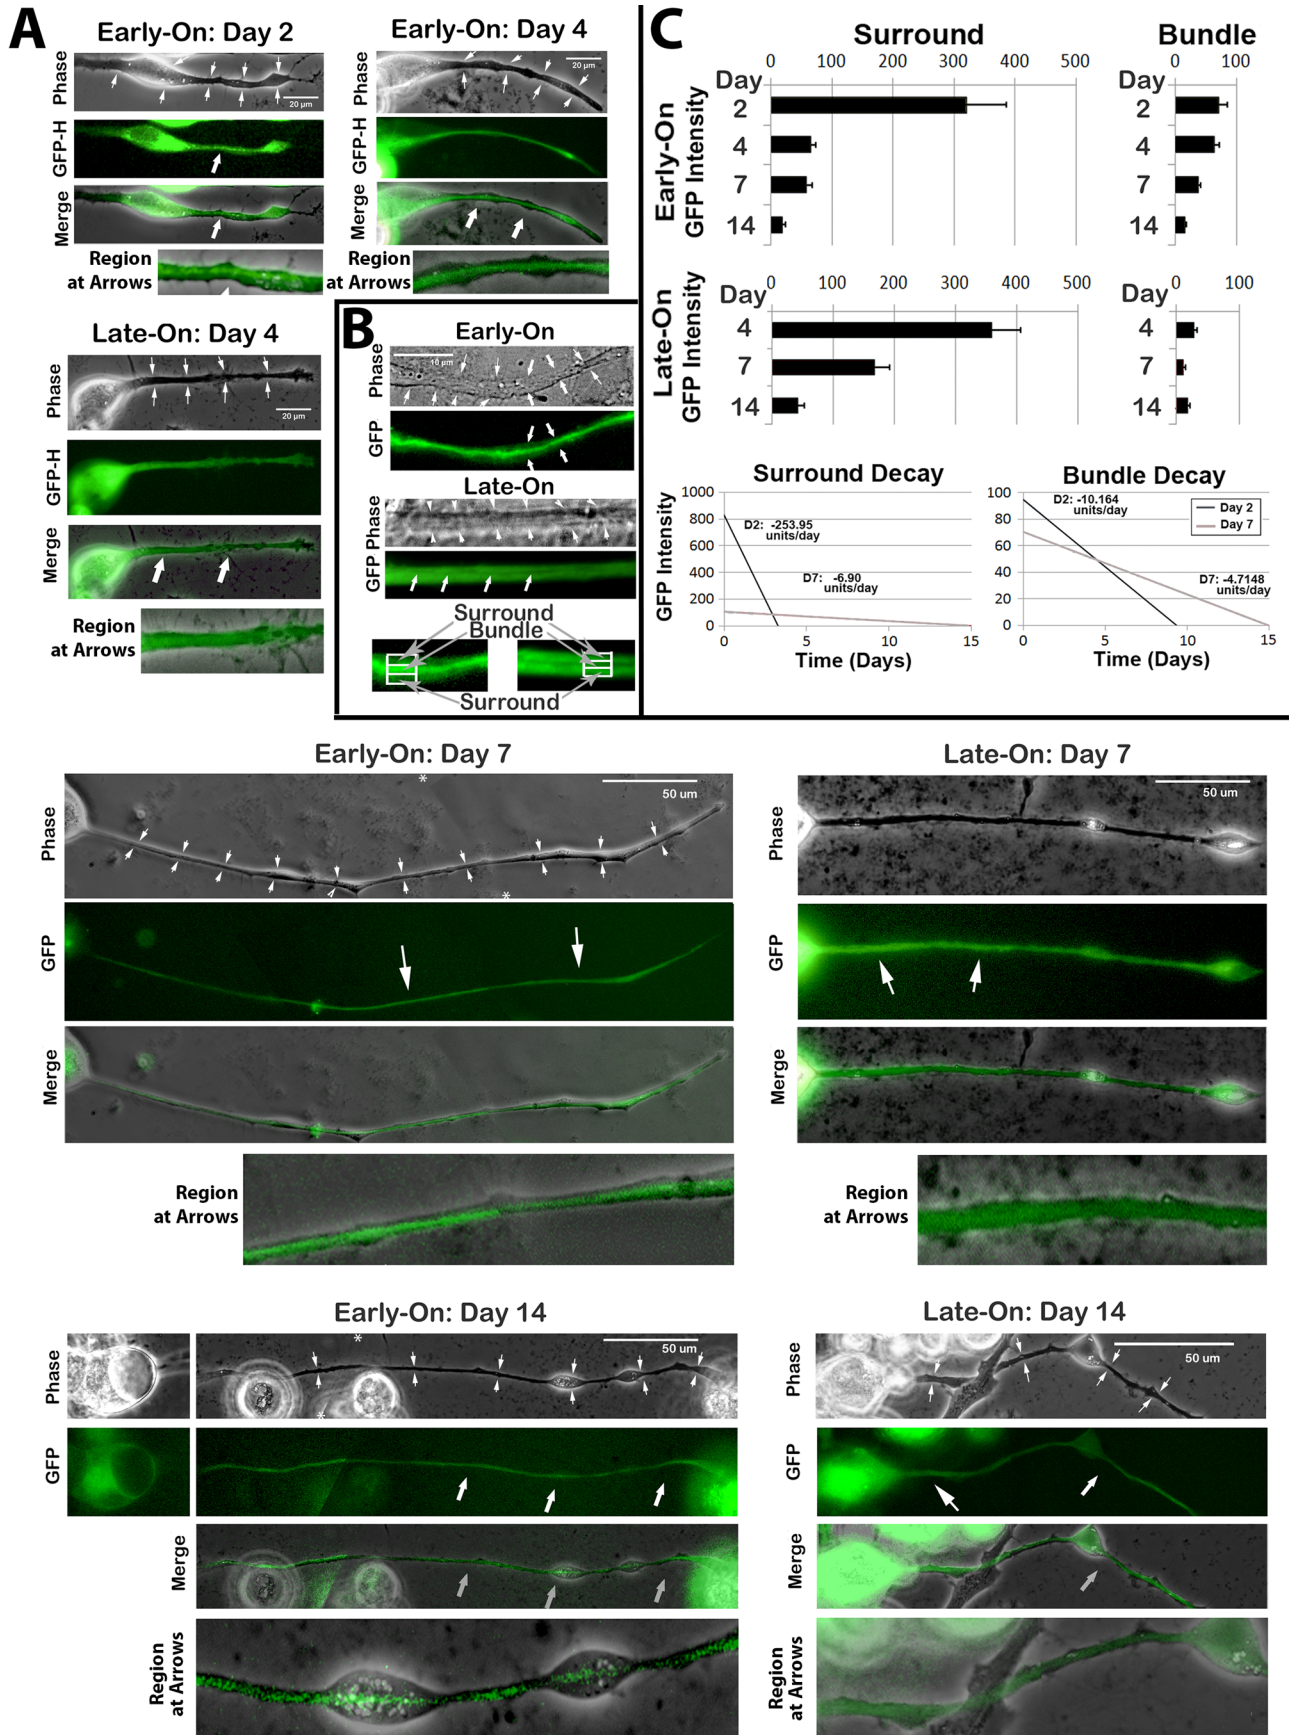 A
Early-On: Day 2
Phase
20 µm
GFP-H
Merge
Region
at Arrows
Early-On: Day 4
Phase
20 µm
GFP-H
Merge
Region
at Arrows
Late-On: Day 4
Phase
20 µm
GFP-H
Merge
Region
at Arrows
B
Early-On
Phase
10 µm
GFP
Late-On
Phase
GFP
Surround
Bundle
Surround
C
Surround
Bundle
Early-On
GFP Intensity
Day
0 100 200 300 400 500
2
4
7
14
Day
0 100
2
4
7
14
Late-On
GFP Intensity
Day
0 100 200 300 400 500
4
7
14
Day
0 100
4
7
14
Surround Decay
GFP Intensity
1000
800
600
400
200
0
D2: -253.95
units/day
D7: -6.90
units/day
0 5 10 15
Time (Days)
Bundle Decay
100
80
60
40
20
0
D2: -10.164
units/day
Day 2
Day 7
D7: -4.7148
units/day
0 5 10 15
Time (Days)
Early-On: Day 7
Phase
*
50 um
*
GFP
Merge
Region
at Arrows
Late-On: Day 7
Phase
50 um
GFP
Merge
Region
at Arrows
Early-On: Day 14
Phase
*
50 um
*
GFP
Merge
Region
at Arrows
Late-On: Day 14
Phase
50 um
GFP
Merge
Region
at Arrows